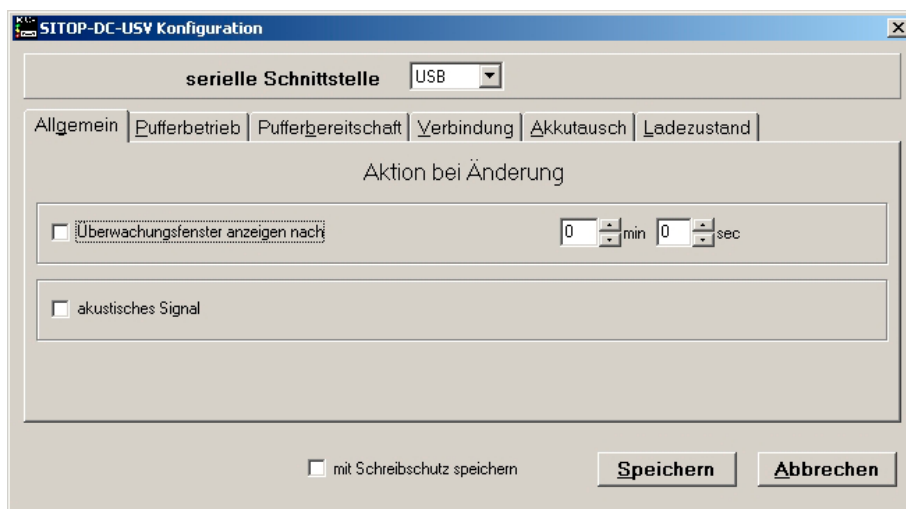 SITOP-DC-USV Konfiguration
serielle Schnittstelle USB
Allgemein Pufferbetrieb Pufferbereitschaft Verbindung Akkutausch Ladezustand
Aktion bei Änderung
Überwachungsfenster anzeigen nach 0 min 0 sec
akustisches Signal
mit Schreibschutz speichern Speichern Abbrechen